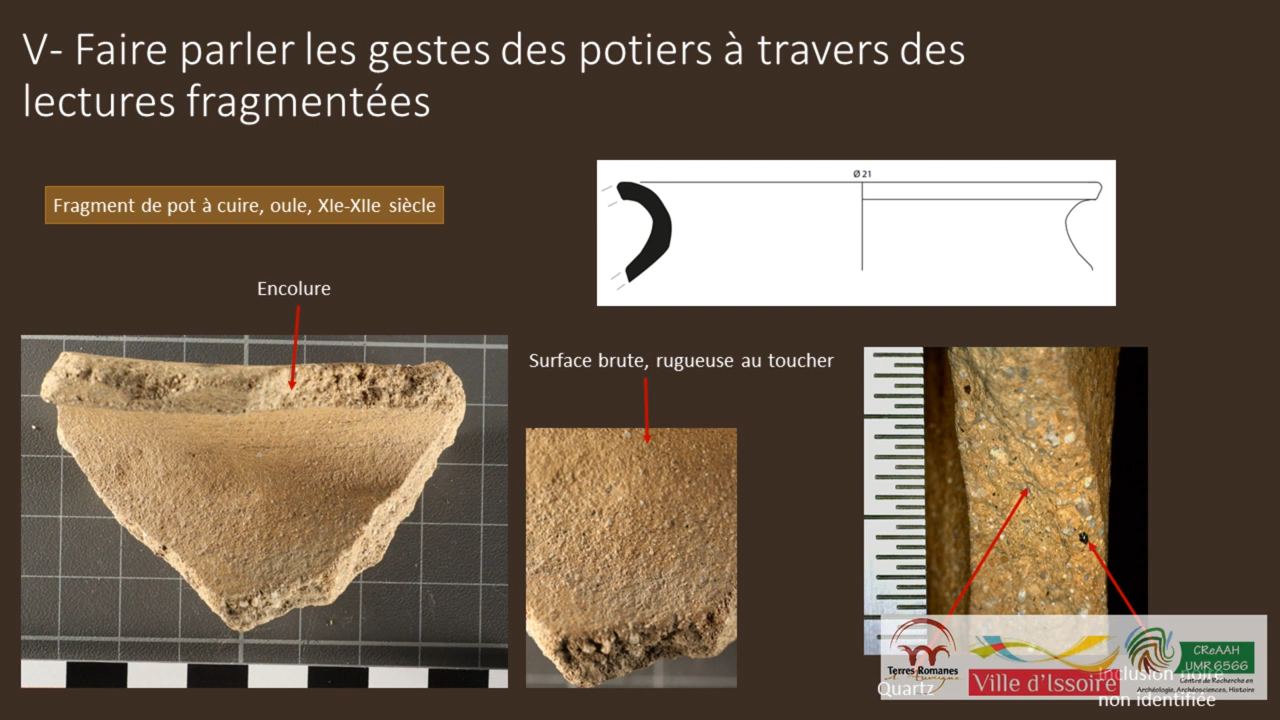 V- Faire parler les gestes des potiers à travers des
lectures fragmentées
Fragment de pot à cuire, oule, XIe-XIIe siècle
Ø 21
Encolure
Surface brute, rugueuse au toucher
Quartz
Inclusion noire
non identifiée
Terres Romanes
d'Auvergne
Ville d'Issoire
CReAAH
UMR 6566
Centre de Recherche en
Archéologie, Archéosciences, Histoire